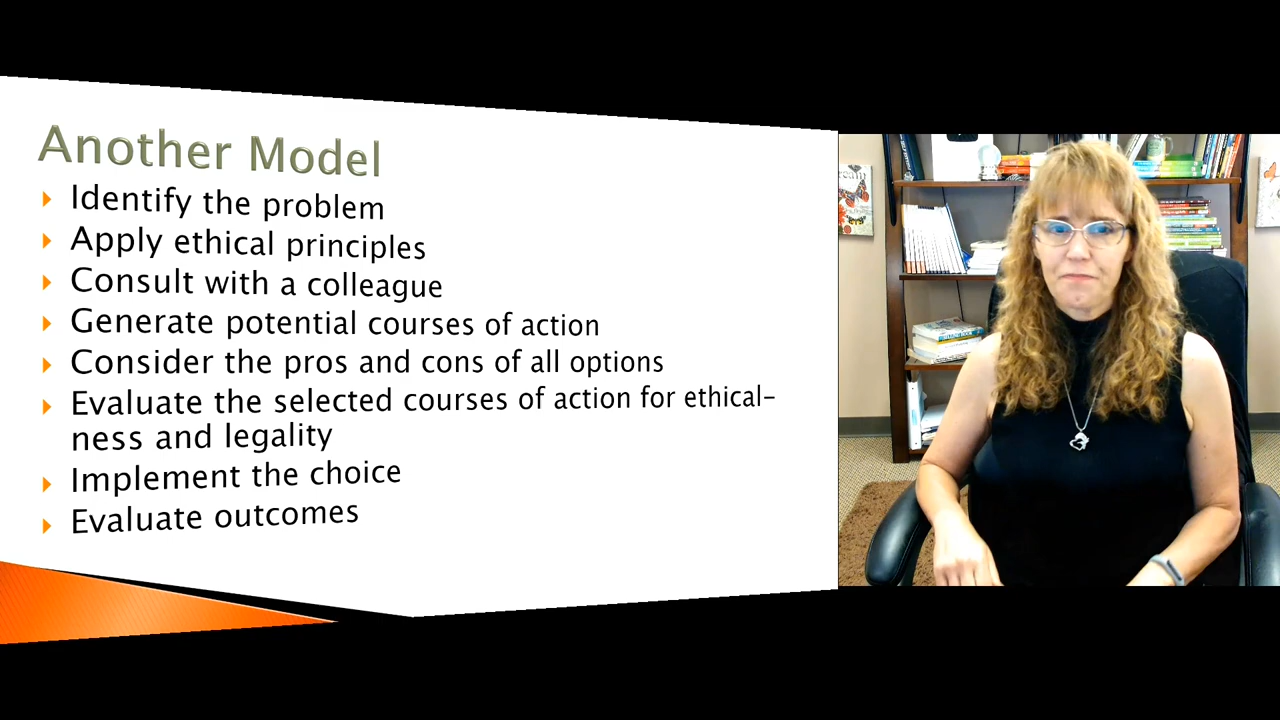 Another Model
Identify the problem
Apply ethical principles
Consult with a colleague
Generate potential courses of action
Consider the pros and cons of all options
Evaluate the selected courses of action for ethical-
ness and legality
Implement the choice
Evaluate outcomes